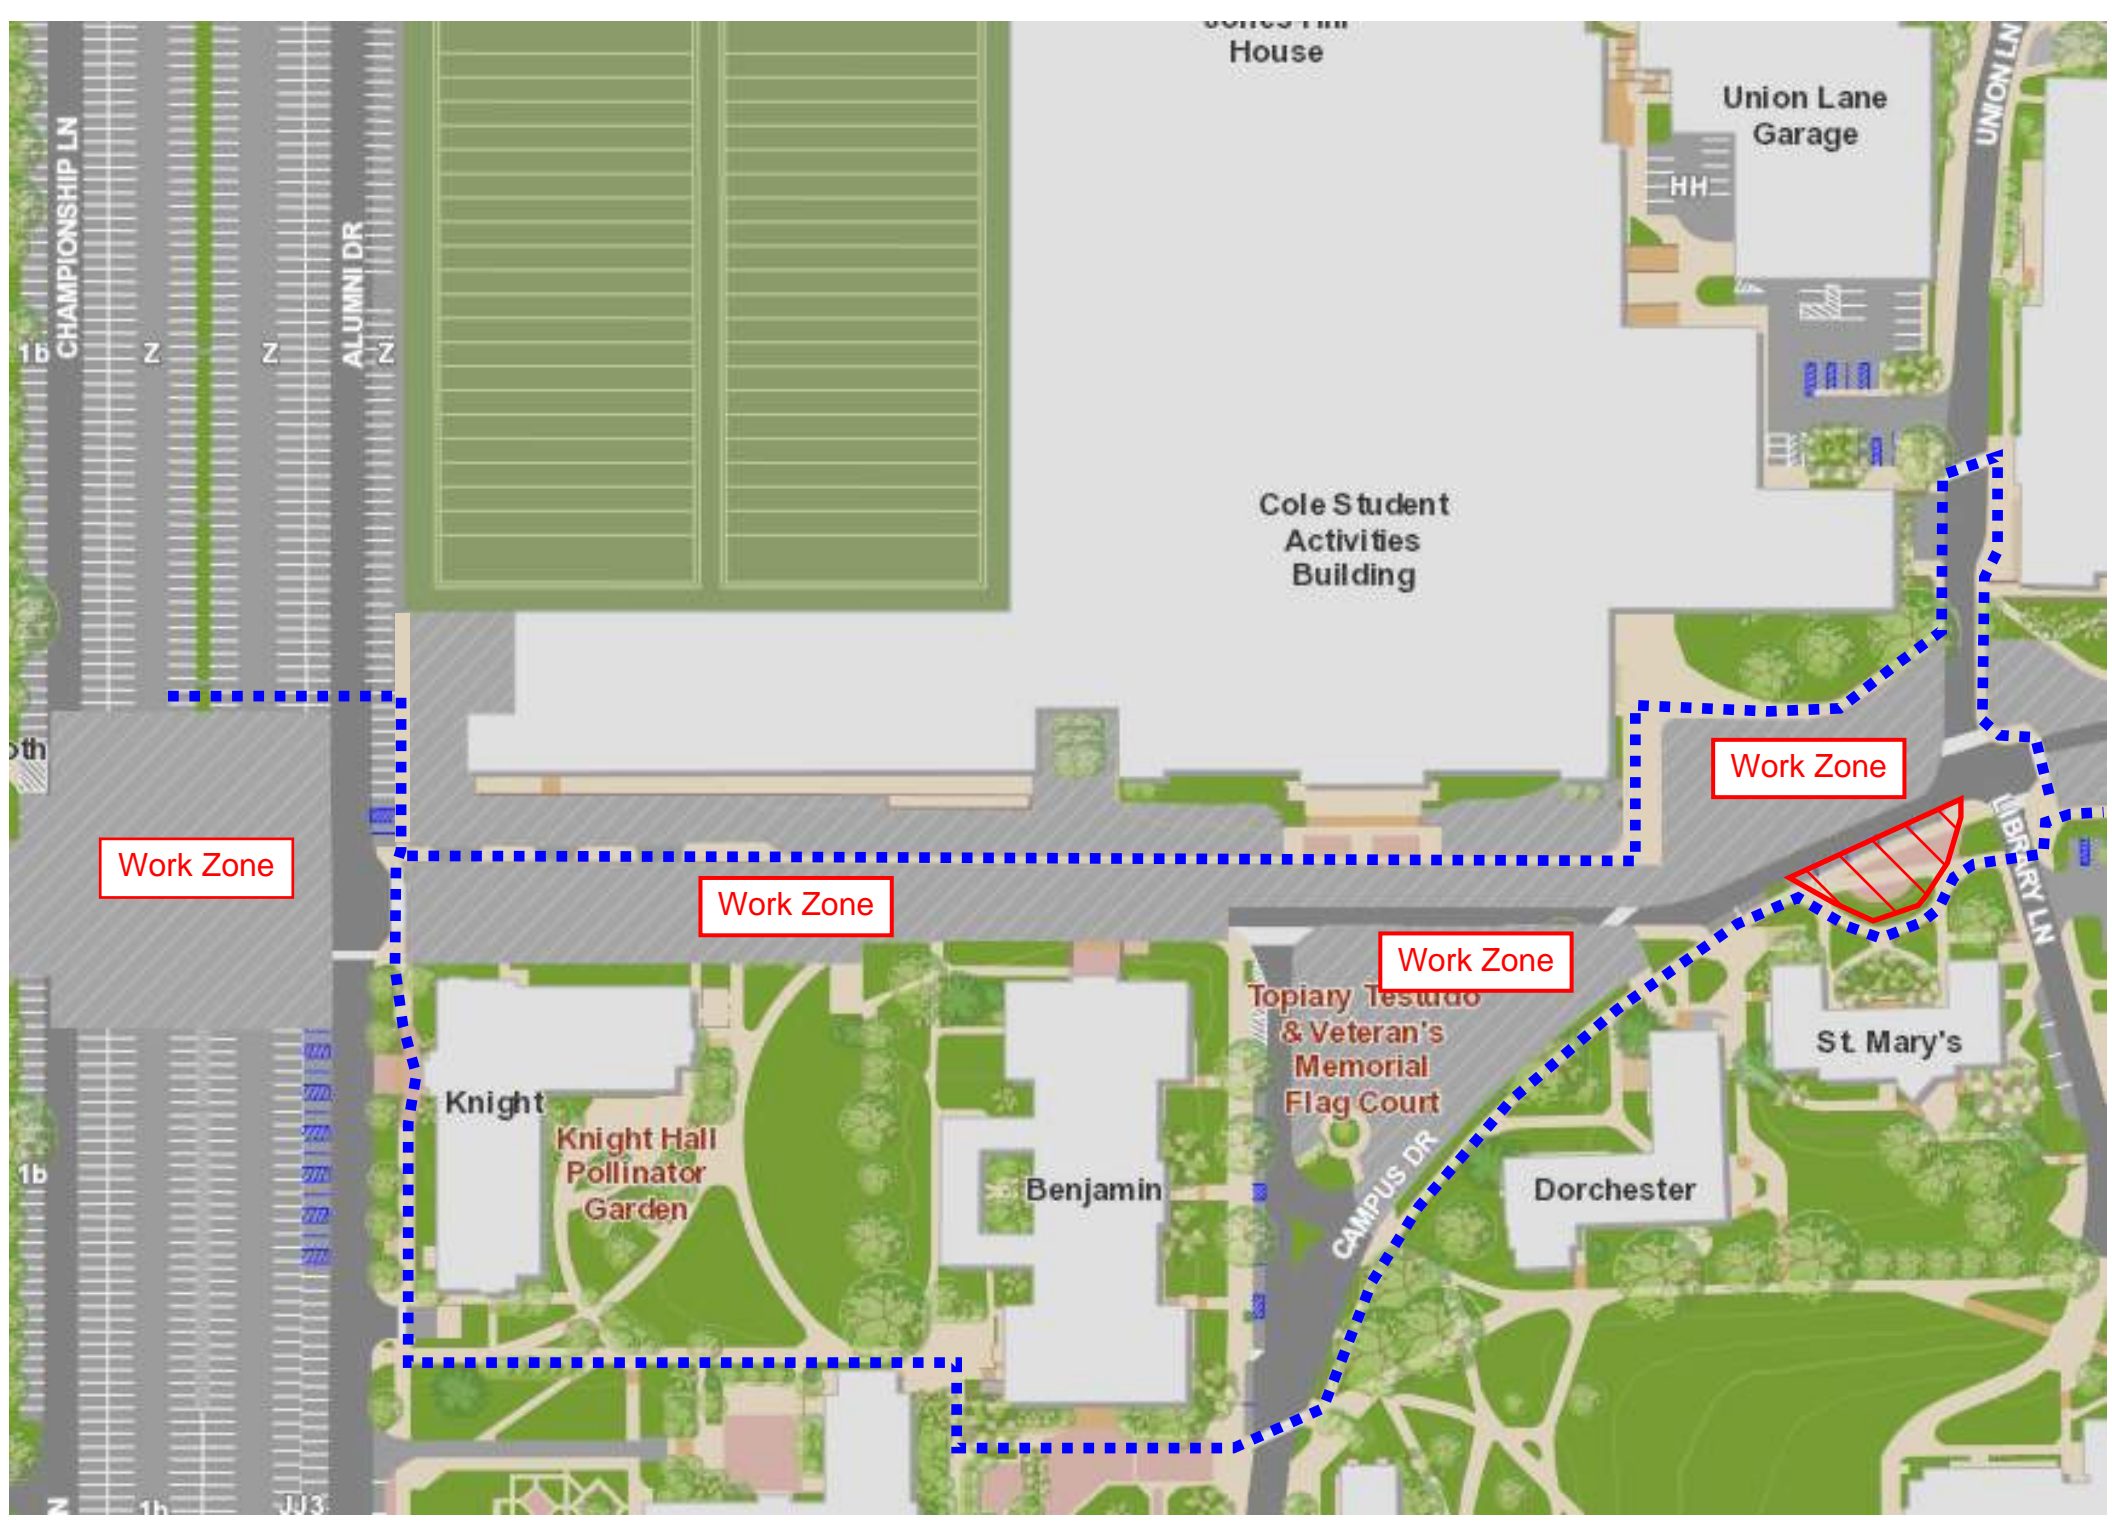 House
Union Lane
Garage
UNION LN
CHAMPIONSHIP LN
ALUMNI DR
HH
1b
Z
Z
Z
Cole Student
Activities
Building
Work Zone
Work Zone
Work Zone
Work Zone
LIBRARY LN
Topiary Testudo
& Veteran's
Memorial
Flag Court
St. Mary's
Knight
Knight Hall
Pollinator
Garden
Benjamin
CAMPUS DR
Dorchester
1b
1b
JJ3
N